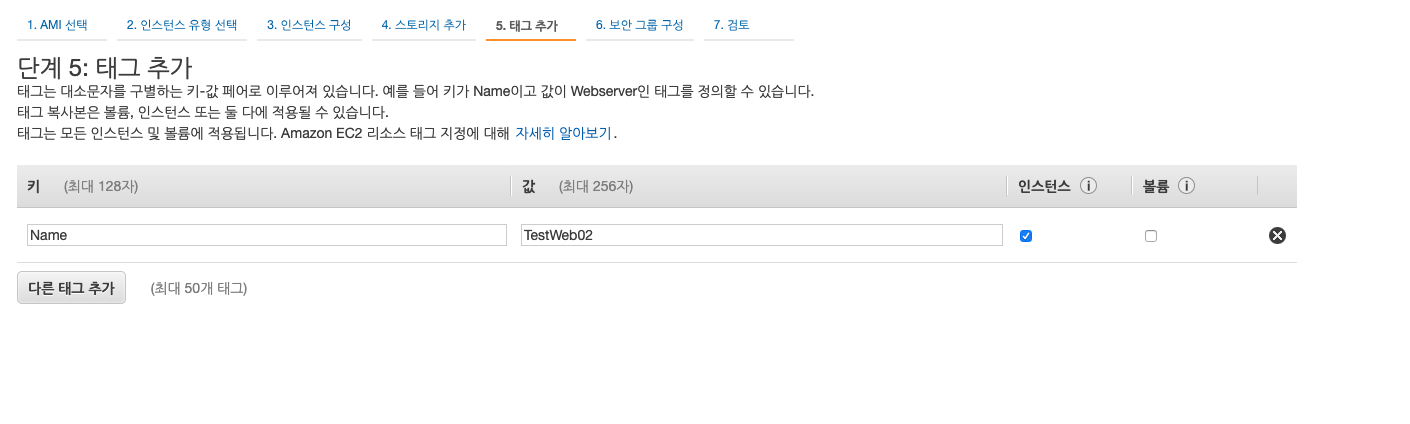 1. AMI 선택 2. 인스턴스 유형 선택 3. 인스턴스 구성 4. 스토리지 추가 5. 태그 추가 6. 보안 그룹 구성 7. 검토
단계 5: 태그 추가
태그는 대소문자를 구별하는 키-값 페어로 이루어져 있습니다. 예를 들어 키가 Name이고 값이 Webserver인 태그를 정의할 수 있습니다.
태그 복사본은 볼륨, 인스턴스 또는 둘 다에 적용될 수 있습니다.
태그는 모든 인스턴스 및 볼륨에 적용됩니다. Amazon EC2 리소스 태그 지정에 대해 자세히 알아보기.
키 (최대 128자) 값 (최대 256자) 인스턴스 볼륨
Name TestWeb02
다른 태그 추가 (최대 50개 태그)